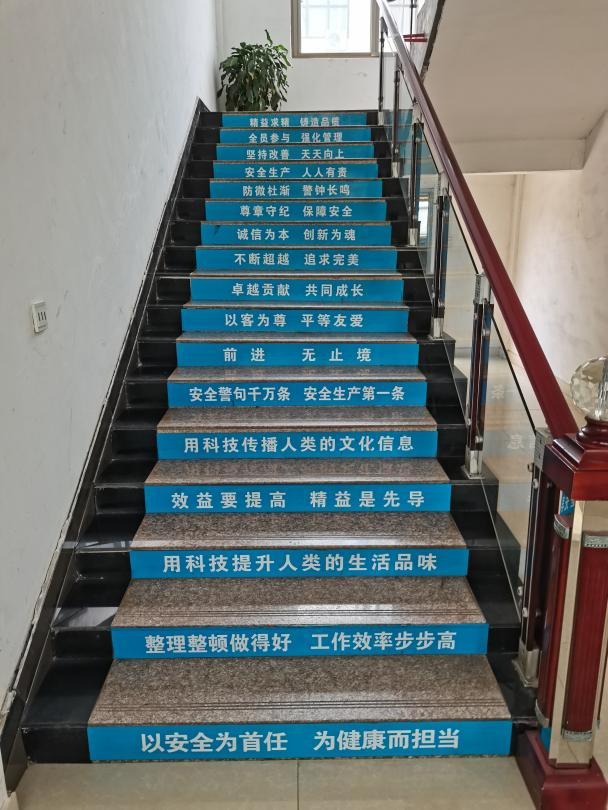 精益求精 铸造品质
全员参与 强化管理
坚持改善 天天向上
安全生产 人人有责
防微杜渐 警钟长鸣
尊章守纪 保障安全
诚信为本 创新为魂
不断超越 追求完美
卓越贡献 共同成长
以客为尊 平等友爱
前进 无止境
安全警句千万条 安全生产第一条
用科技传播人类的文化信息
效益要提高 精益是先导
用科技提升人类的生活品味
整理整顿做得好 工作效率步步高
以安全为首任 为健康而担当